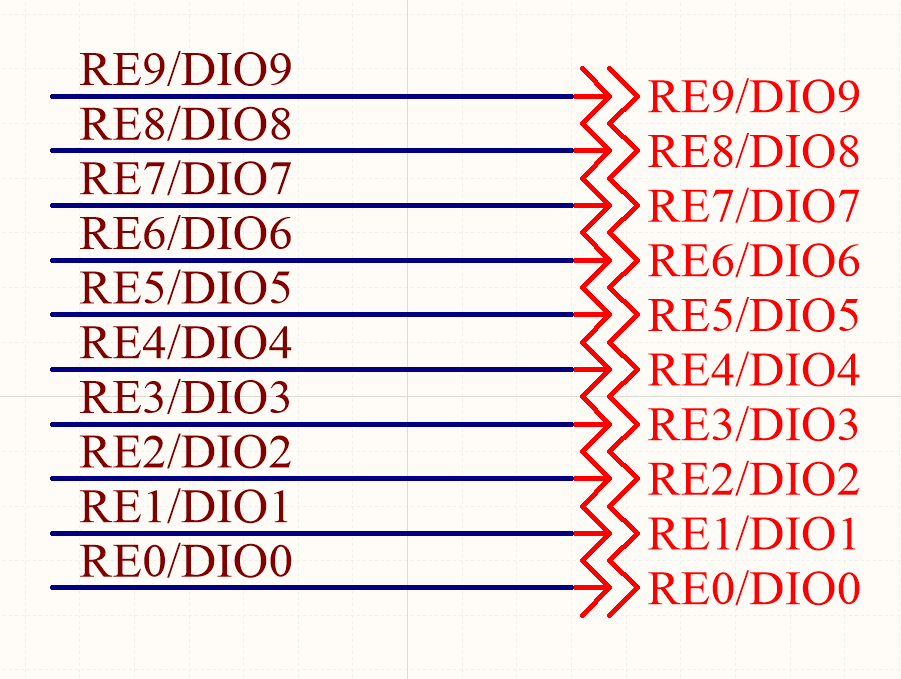 RE9/DIO9 RE9/DIO9
RE8/DIO8 RE8/DIO8
RE7/DIO7 RE7/DIO7
RE6/DIO6 RE6/DIO6
RE5/DIO5 RE5/DIO5
RE4/DIO4 RE4/DIO4
RE3/DIO3 RE3/DIO3
RE2/DIO2 RE2/DIO2
RE1/DIO1 RE1/DIO1
RE0/DIO0 RE0/DIO0